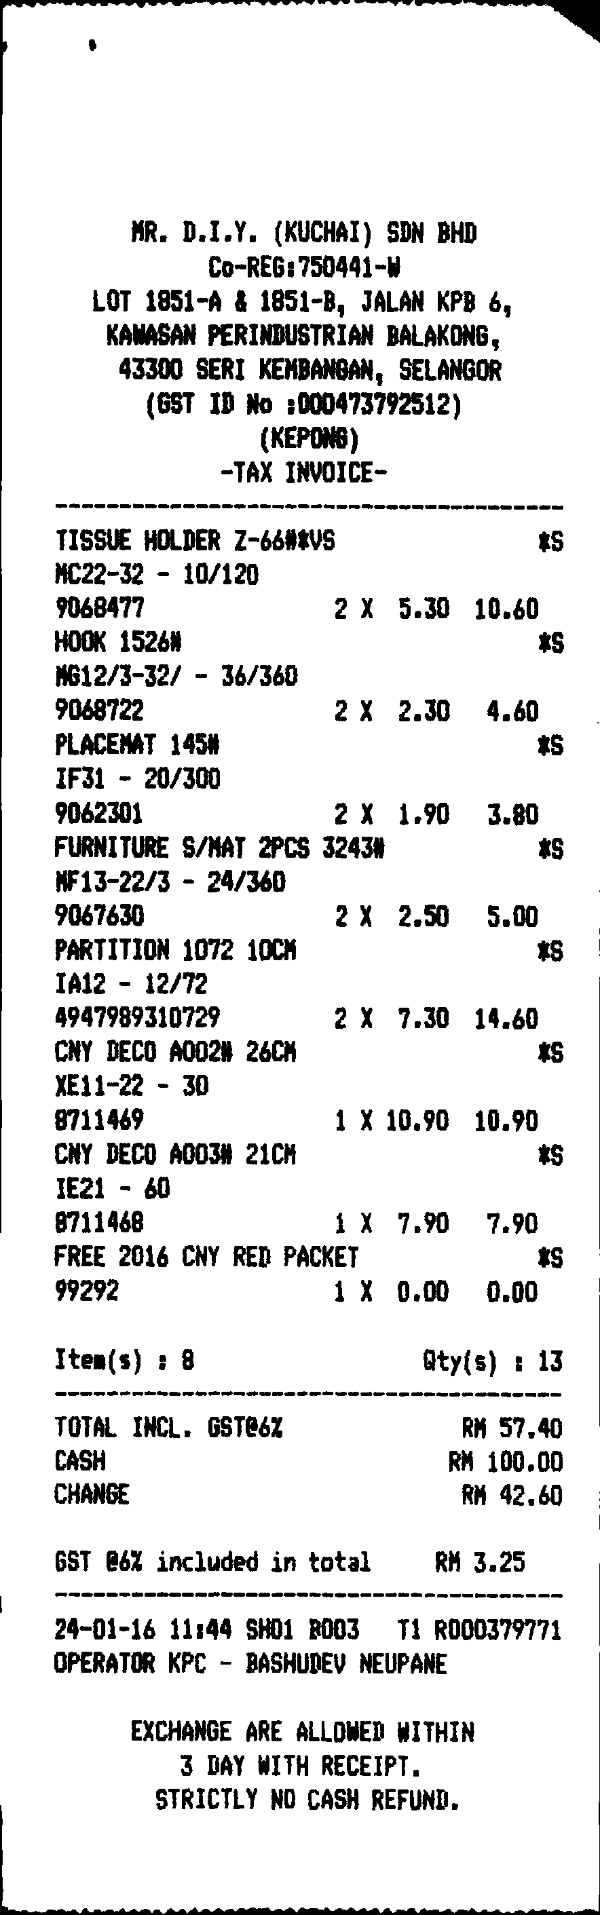 MR. D.I.Y. (KUCHAI) SDN BHD
Co-REG:750441-W
LOT 1851-A & 1851-B, JALAN KPB 6,
KAWASAN PERINDUSTRIAN BALAKONG,
43300 SERI KEMBANGAN, SELANGOR
(GST ID No :000473792512)
(KEPONG)
-TAX INVOICE-
TISSUE HOLDER Z-66#*VS *S
MC22-32 - 10/120
9068477 2 X 5.30 10.60
HOOK 1526# *S
MG12/3-32/ - 36/360
9068722 2 X 2.30 4.60
PLACEMAT 145# *S
IF31 - 20/300
9062301 2 X 1.90 3.80
FURNITURE S/MAT 2PCS 3243# *S
MF13-22/3 - 24/360
9067630 2 X 2.50 5.00
PARTITION 1072 10CM *S
IA12 - 12/72
4947989310729 2 X 7.30 14.60
CNY DECO A002# 26CM *S
XE11-22 - 30
8711469 1 X 10.90 10.90
CNY DECO A003# 21CM *S
IE21 - 60
8711468 1 X 7.90 7.90
FREE 2016 CNY RED PACKET *S
99292 1 X 0.00 0.00
Item(s) : 8 Qty(s) : 13
TOTAL INCL. GST@6% RM 57.40
CASH RM 100.00
CHANGE RM 42.60
GST @6% included in total RM 3.25
24-01-16 11:44 SH01 B003 T1 R000379771
OPERATOR KPC - BASHUDEV NEUPANE
EXCHANGE ARE ALLOWED WITHIN
3 DAY WITH RECEIPT.
STRICTLY NO CASH REFUND.